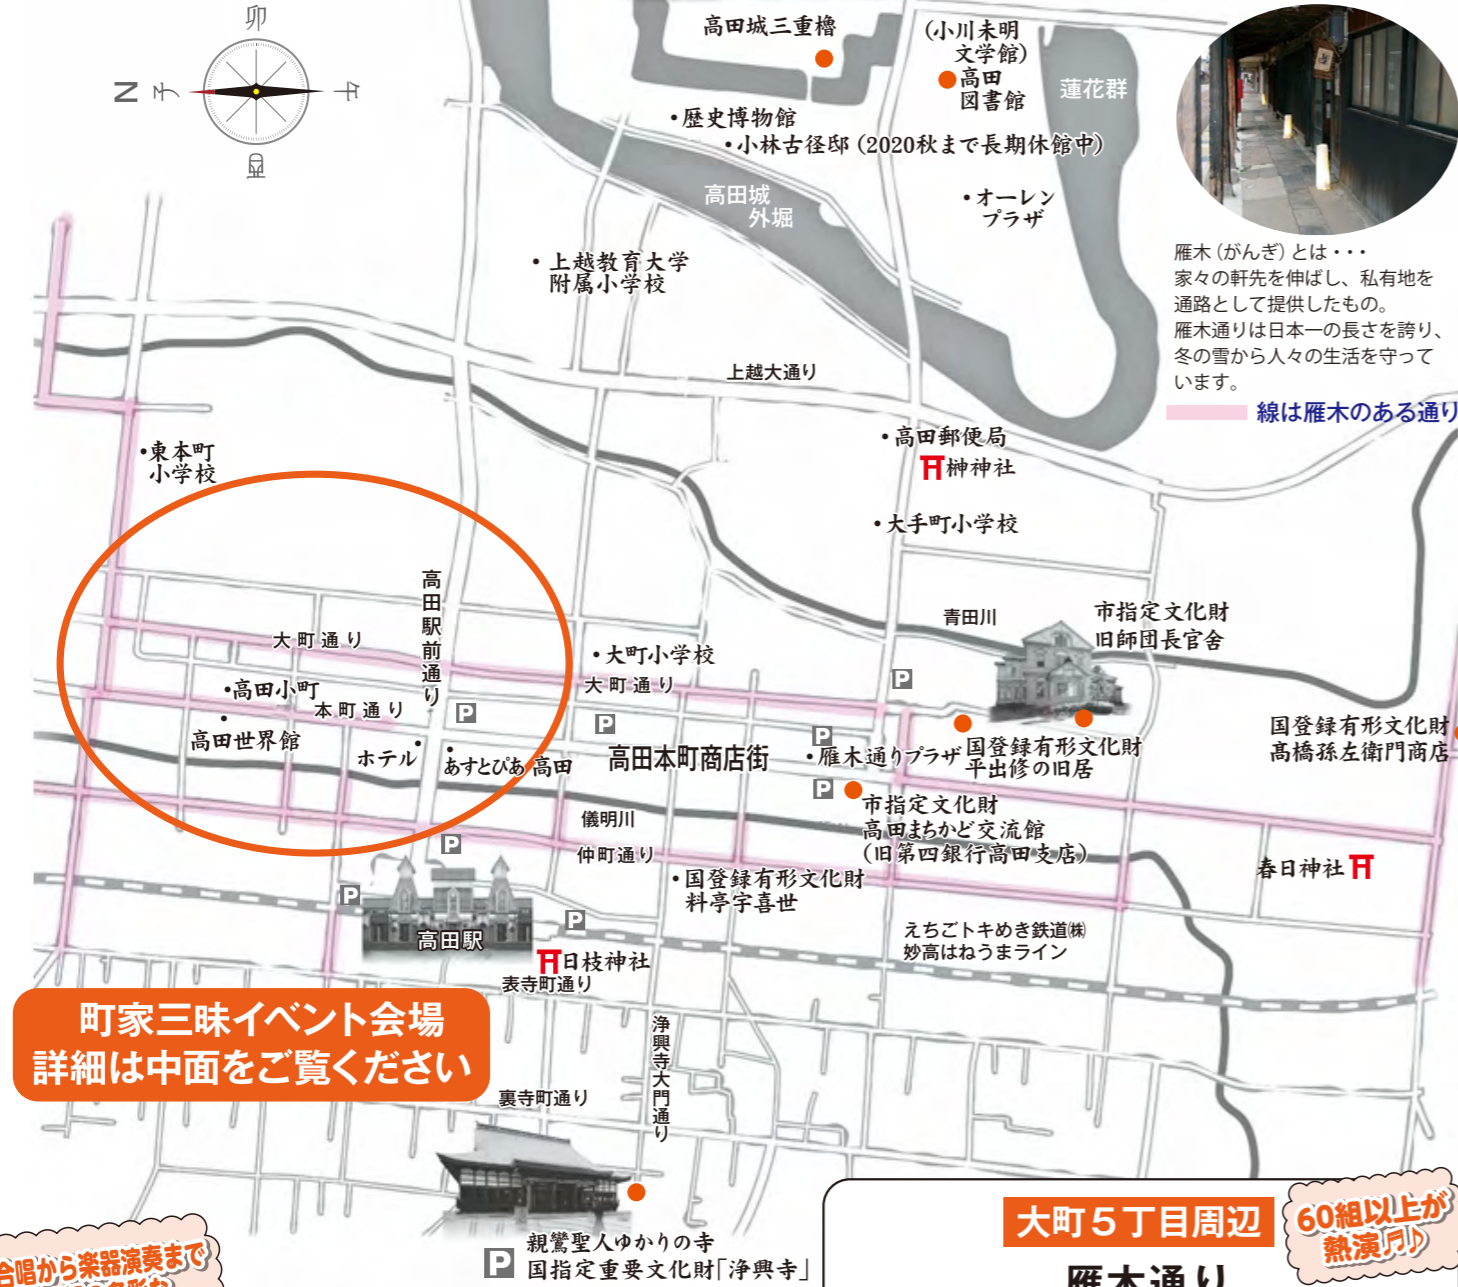 卯
N 子
午
酉
高田城三重櫓
(小川未明
文学館)
高田
図書館
蓮花群
・歴史博物館
・小林古径邸 (2020秋まで長期休館中)
高田城
外堀
・オーレン
プラザ
・上越教育大学
附属小学校
雁木 (がんぎ) とは・・・
家々の軒先を伸ばし、私有地を
通路として提供したもの。
雁木通りは日本一の長さを誇り、
冬の雪から人々の生活を守って
います。
線は雁木のある通り
上越大通り
・東本町
小学校
・高田郵便局
榊神社
・大手町小学校
高田駅前通り
青田川
市指定文化財
旧師団長官舎
大町通り
・大町小学校
大町通り
P
・高田小町
本町通り
P
P
高田世界館
ホテル
あすとぴあ高田
高田本町商店街
P
・雁木通りプラザ
国登録有形文化財
平出修の旧居
国登録有形文化財
髙橋孫左衛門商店
P
市指定文化財
高田まちかど交流館
(旧第四銀行高田支店)
儀明川
仲町通り
P
春日神社
・国登録有形文化財
料亭宇喜世
P
P
高田駅
えちごトキめき鉄道㈱
妙高はねうまライン
日枝神社
表寺町通り
町家三昧イベント会場
詳細は中面をご覧ください
浄興寺大門通り
裏寺町通り
P
親鸞聖人ゆかりの寺
国指定重要文化財「浄興寺」
合唱から楽器演奏まで
大町5丁目周辺
60組以上が
熱演♬♪
雁木通り